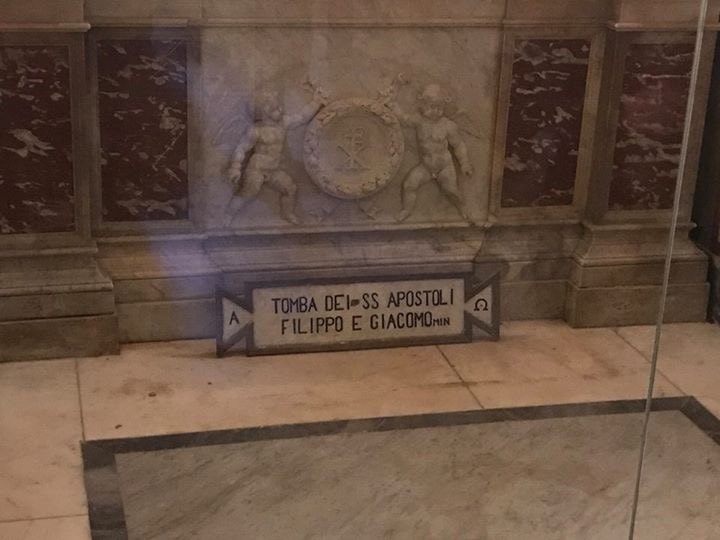 A
TOMBA DEI SS APOSTOLI
FILIPPO E GIACOMO MIN
Ω